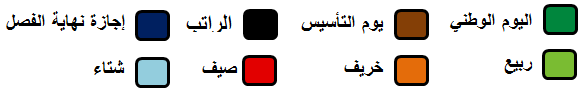 اليوم الوطني يوم التأسيس الراتب إجازة نهاية الفصل
ربيع خريف صيف شتاء